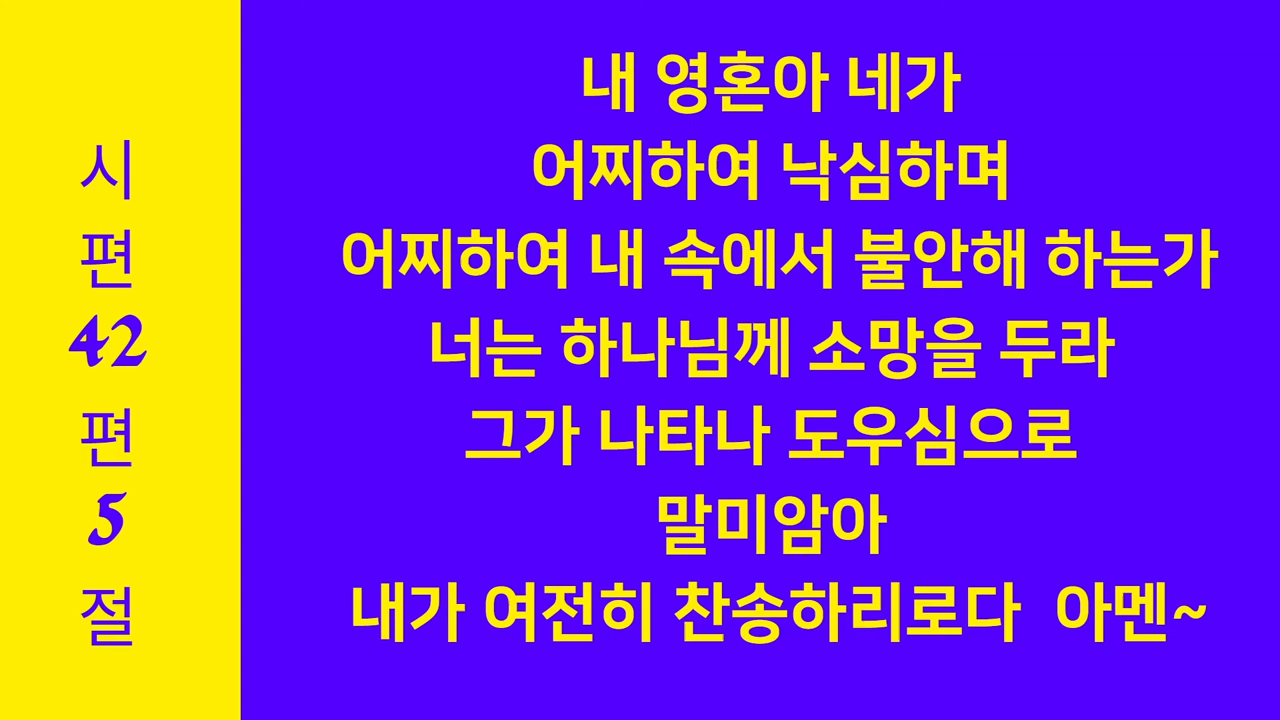 시
편
42
편
5
절
내 영혼아 네가
어찌하여 낙심하며
어찌하여 내 속에서 불안해 하는가
너는 하나님께 소망을 두라
그가 나타나 도우심으로
말미암아
내가 여전히 찬송하리로다 아멘~